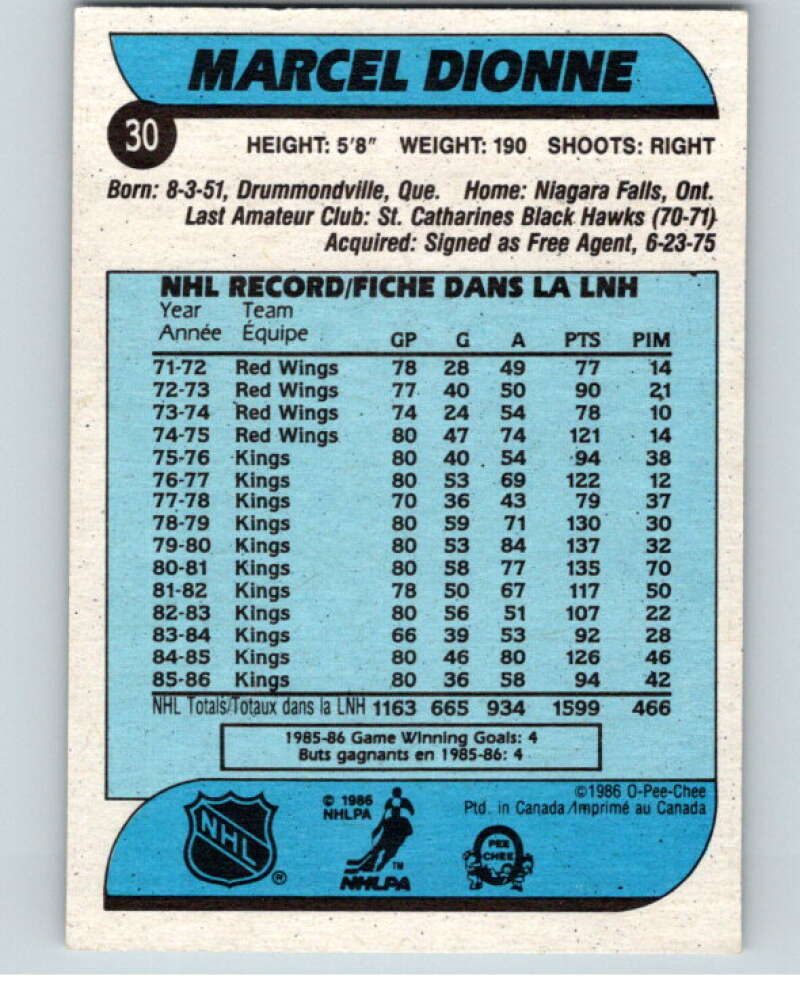 MARCEL DIONNE
30
HEIGHT: 5'8" WEIGHT: 190 SHOOTS: RIGHT
Born: 8-3-51, Drummondville, Que. Home: Niagara Falls, Ont.
Last Amateur Club: St. Catharines Black Hawks (70-71)
Acquired: Signed as Free Agent, 6-23-75
NHL RECORD/FICHE DANS LA LNH
Year Team
Année Équipe GP G A PTS PIM
71-72 Red Wings 78 28 49 77 14
72-73 Red Wings 77 40 50 90 21
73-74 Red Wings 74 24 54 78 10
74-75 Red Wings 80 47 74 121 14
75-76 Kings 80 40 54 94 38
76-77 Kings 80 53 69 122 12
77-78 Kings 70 36 43 79 37
78-79 Kings 80 59 71 130 30
79-80 Kings 80 53 84 137 32
80-81 Kings 80 58 77 135 70
81-82 Kings 78 50 67 117 50
82-83 Kings 80 56 51 107 22
83-84 Kings 66 39 53 92 28
84-85 Kings 80 46 80 126 46
85-86 Kings 80 36 58 94 42
NHL Totals/Totaux dans la LNH 1163 665 934 1599 466
1985-86 Game Winning Goals: 4
Buts gagnants en 1985-86: 4
©1986 O-Pee-Chee
Ptd. in Canada/Imprimé au Canada
NHL ®
© 1986
NHLPA
TM
NHLPA
PEE
CHEE